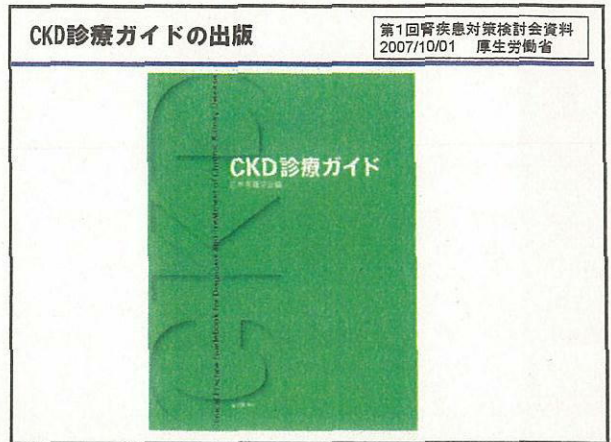 CKD診療ガイドの出版
第1回腎疾患対策検討会資料
2007/10/01 厚生労働省
CKD診療ガイド
日本腎臓学会編
CKD